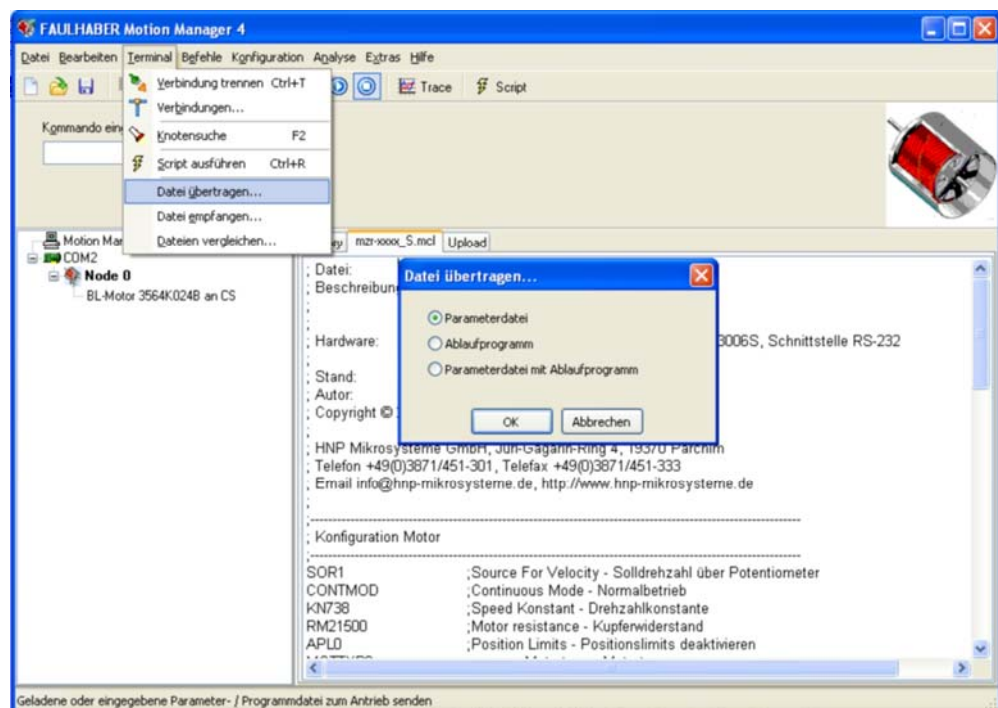 FAULHABER Motion Manager 4
Datei Bearbeiten Terminal Befehle Konfiguration Analyse Extras Hilfe
Trace Script
Verbindung trennen Ctrl+T
Verbindungen...
Knotensuche F2
Script ausführen Ctrl+R
Datei übertragen...
Datei empfangen...
Dateien vergleichen...
Kommando ein
Motion Mar
COM2
Node 0
BL-Motor 3564K024B an CS
mzr-xxxx_S.mcl Upload
Datei übertragen...
Parameterdatei
Ablaufprogramm
Parameterdatei mit Ablaufprogramm
OK Abbrechen
; Datei:
; Beschreibun
;
;
; Hardware: 3006S, Schnittstelle RS-232
;
; Stand:
; Autor:
; Copyright ©
;
; HNP Mikrosysteme GmbH, Juri-Gagarin-Ring 4, 19370 Parchim
; Telefon +49(0)3871/451-301, Telefax +49(0)3871/451-333
; Email info@hnp-mikrosysteme.de, http://www.hnp-mikrosysteme.de
;
;--------------------------------------------------
; Konfiguration Motor
;--------------------------------------------------
SOR1 ;Source For Velocity - Solldrehzahl über Potentiometer
CONTMOD ;Continuous Mode - Normalbetrieb
KN738 ;Speed Konstant - Drehzahlkonstante
RM21500 ;Motor resistance - Kupferwiderstand
APL0 ;Position Limits - Positionslimits deaktivieren
Geladene oder eingegebene Parameter- / Programmdatei zum Antrieb senden